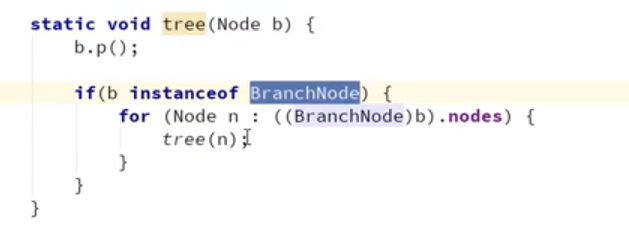 static void tree(Node b) {
    b.p();
    if(b instanceof BranchNode) {
        for (Node n : ((BranchNode)b).nodes) {
            tree(n);
        }
    }
}